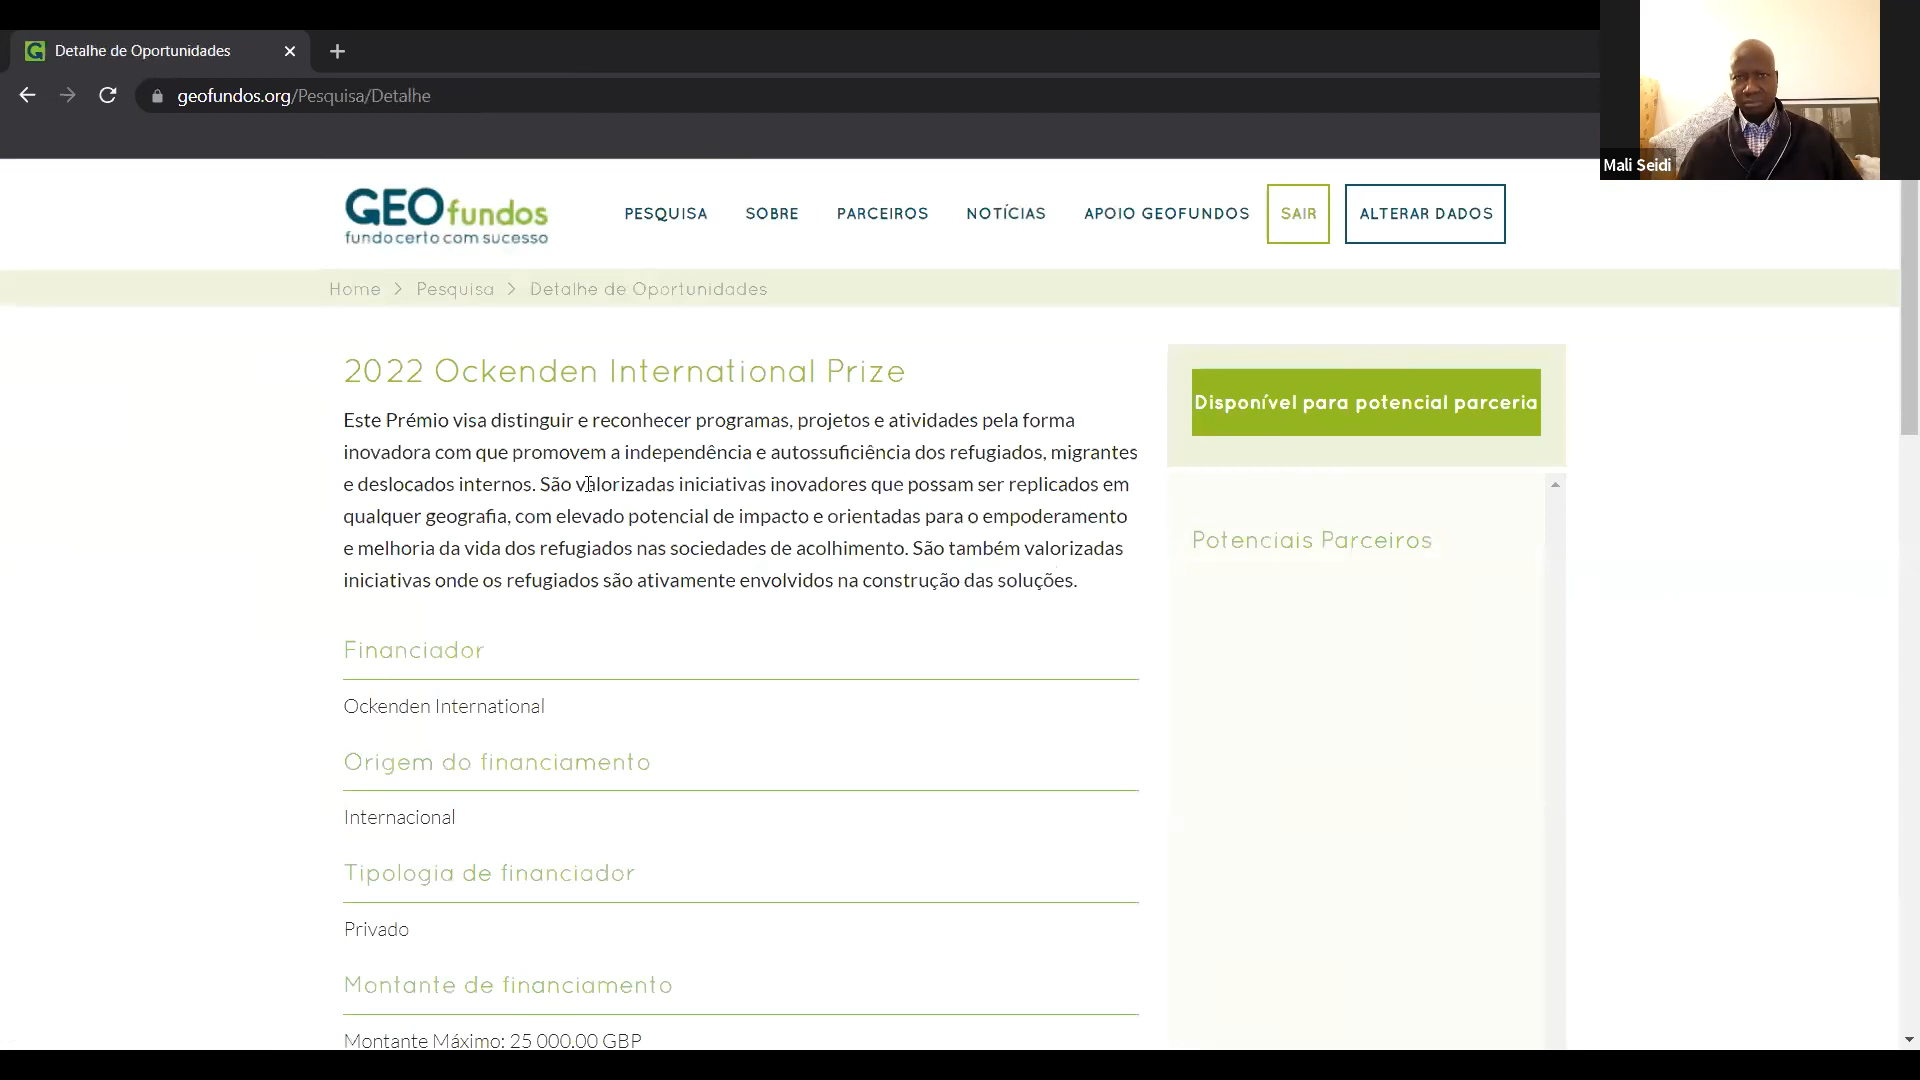 Detalhe de Oportunidades
geofundos.org/Pesquisa/Detalhe
Mali Seidi
GEOfundos
fundo certo com sucesso
PESQUISA
SOBRE
PARCEIROS
NOTÍCIAS
APOIO GEOFUNDOS
SAIR
ALTERAR DADOS
Home > Pesquisa > Detalhe de Oportunidades
2022 Ockenden International Prize
Este Prémio visa distinguir e reconhecer programas, projetos e atividades pela forma
inovadora com que promovem a independência e autossuficiência dos refugiados, migrantes
e deslocados internos. São valorizadas iniciativas inovadores que possam ser replicados em
qualquer geografia, com elevado potencial de impacto e orientadas para o empoderamento
e melhoria da vida dos refugiados nas sociedades de acolhimento. São também valorizadas
iniciativas onde os refugiados são ativamente envolvidos na construção das soluções.
Disponível para potencial parceria
Potenciais Parceiros
Financiador
Ockenden International
Origem do financiamento
Internacional
Tipologia de financiador
Privado
Montante de financiamento
Montante Máximo: 25 000.00 GBP